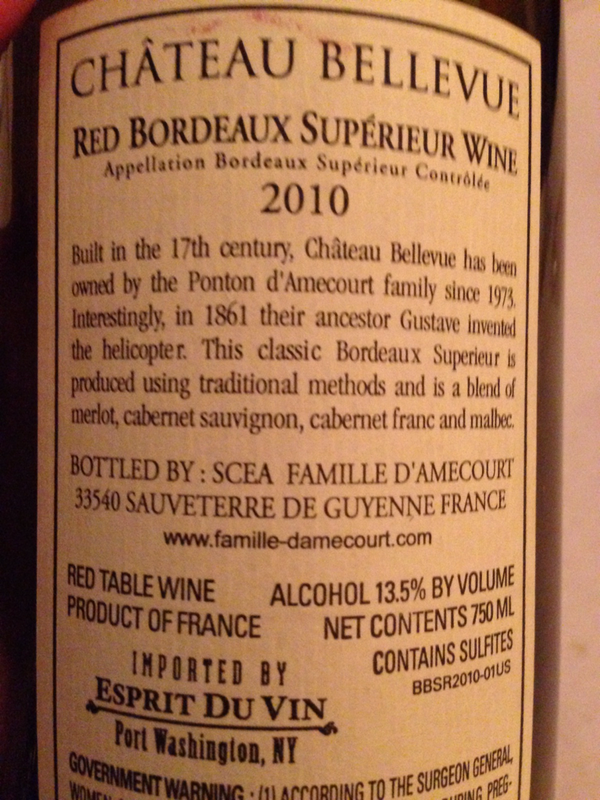 CHÂTEAU BELLEVUE
RED BORDEAUX SUPÉRIEUR WINE
Appellation Bordeaux Supérieur Contrôlée
2010
Built in the 17th century, Château Bellevue has been
owned by the Ponton d'Amecourt family since 1973.
Interestingly, in 1861 their ancestor Gustave invented
the helicopter. This classic Bordeaux Superieur is
produced using traditional methods and is a blend of
merlot, cabernet sauvignon, cabernet franc and malbec.
BOTTLED BY : SCEA FAMILLE D'AMECOURT
33540 SAUVETERRE DE GUYENNE FRANCE
www.famille-damecourt.com
RED TABLE WINE ALCOHOL 13.5% BY VOLUME
PRODUCT OF FRANCE NET CONTENTS 750 ML
CONTAINS SULFITES
BBSR2010-01US
IMPORTED BY
ESPRIT DU VIN
Port Washington, NY
GOVERNMENT WARNING : (1) ACCORDING TO THE SURGEON GENERAL,
WOMEN DURING PREG-